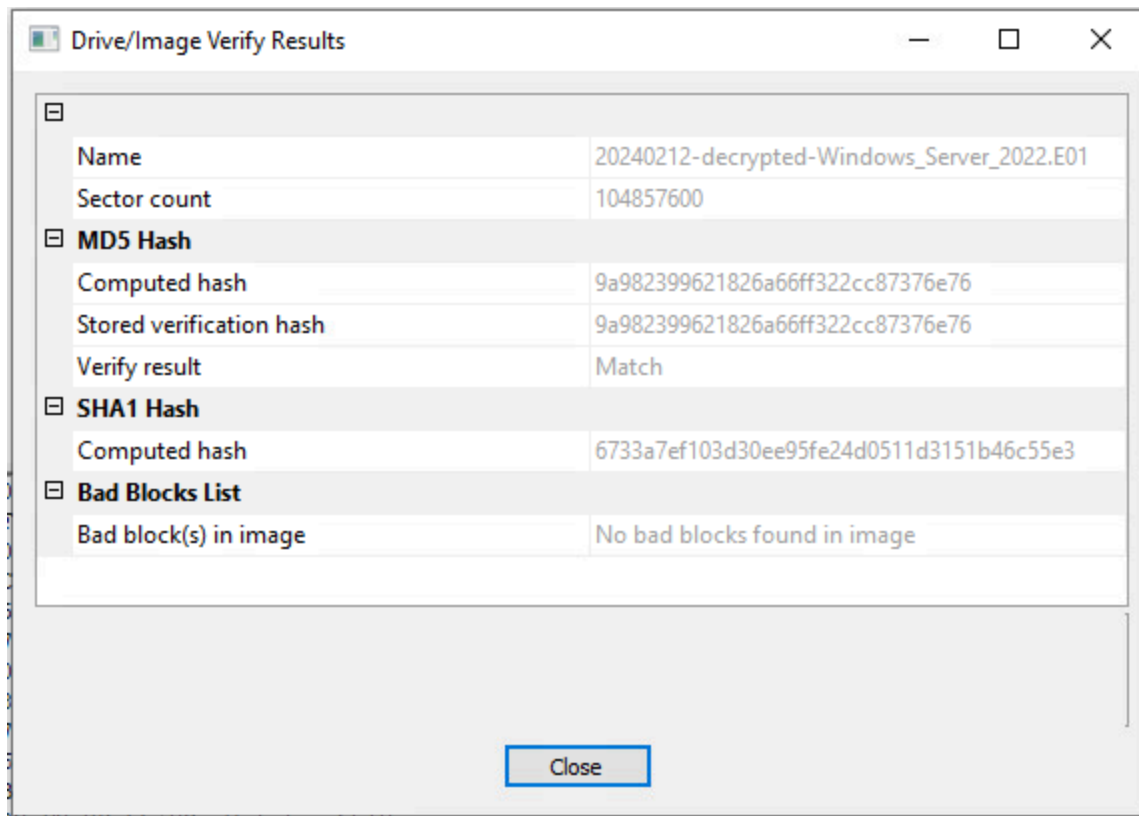 Drive/Image Verify Results
Name 20240212-decrypted-Windows_Server_2022.E01
Sector count 104857600
MD5 Hash
Computed hash 9a982399621826a66ff322cc87376e76
Stored verification hash 9a982399621826a66ff322cc87376e76
Verify result Match
SHA1 Hash
Computed hash 6733a7ef103d30ee95fe24d0511d3151b46c55e3
Bad Blocks List
Bad block(s) in image No bad blocks found in image
Close